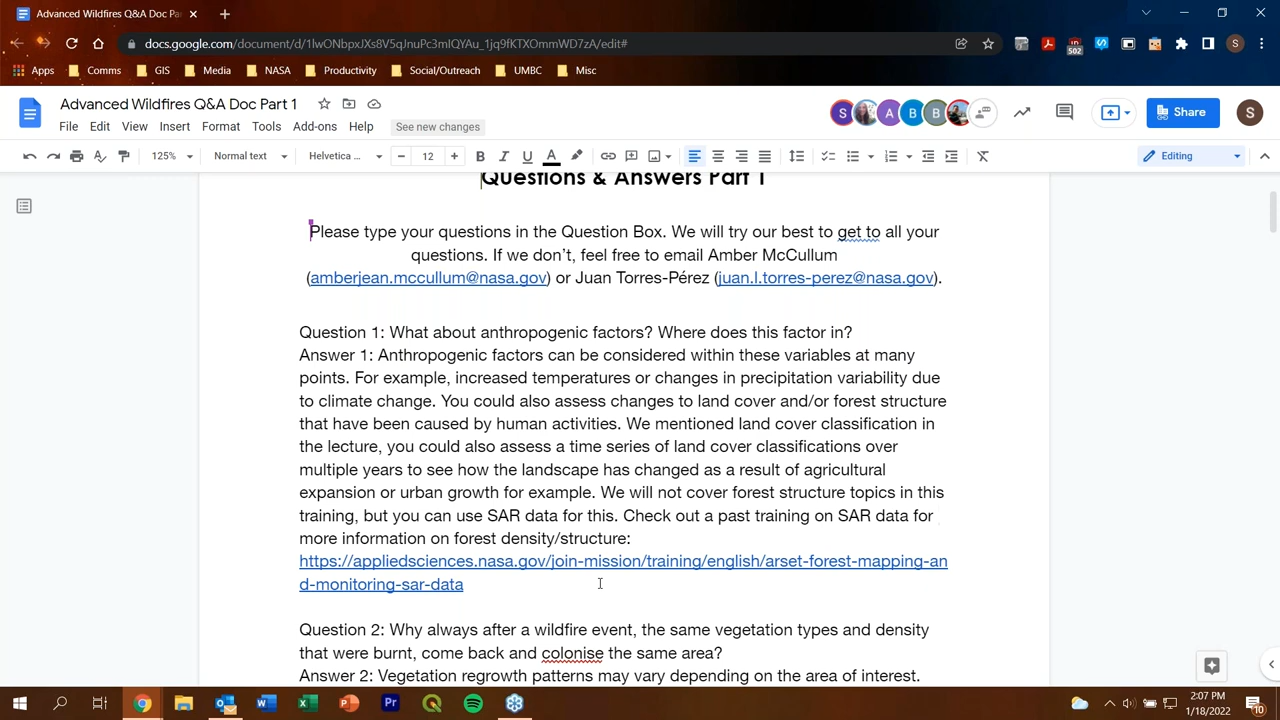 Advanced Wildfires Q&A Doc Pa
docs.google.com/document/d/1lwONbpxJXs8V5qJnuPc3mIQYAu_1jq9fKTXOmmWD7zA/edit#
502
S
Apps Comms GIS Media NASA Productivity Social/Outreach UMBC Misc
Advanced Wildfires Q&A Doc Part 1
S A B B Share S
File Edit View Insert Format Tools Add-ons Help See new changes
125% Normal text Helvetica ... 12 B I U A Editing
Questions & Answers Part 1
Please type your questions in the Question Box. We will try our best to get to all your
questions. If we don’t, feel free to email Amber McCullum
(amberjean.mccullum@nasa.gov) or Juan Torres-Pérez (juan.l.torres-perez@nasa.gov).
Question 1: What about anthropogenic factors? Where does this factor in?
Answer 1: Anthropogenic factors can be considered within these variables at many
points. For example, increased temperatures or changes in precipitation variability due
to climate change. You could also assess changes to land cover and/or forest structure
that have been caused by human activities. We mentioned land cover classification in
the lecture, you could also assess a time series of land cover classifications over
multiple years to see how the landscape has changed as a result of agricultural
expansion or urban growth for example. We will not cover forest structure topics in this
training, but you can use SAR data for this. Check out a past training on SAR data for
more information on forest density/structure:
https://appliedsciences.nasa.gov/join-mission/training/english/arset-forest-mapping-an
d-monitoring-sar-data
Question 2: Why always after a wildfire event, the same vegetation types and density
that were burnt, come back and colonise the same area?
Answer 2: Vegetation regrowth patterns may vary depending on the area of interest.
2:07 PM
1/18/2022
10